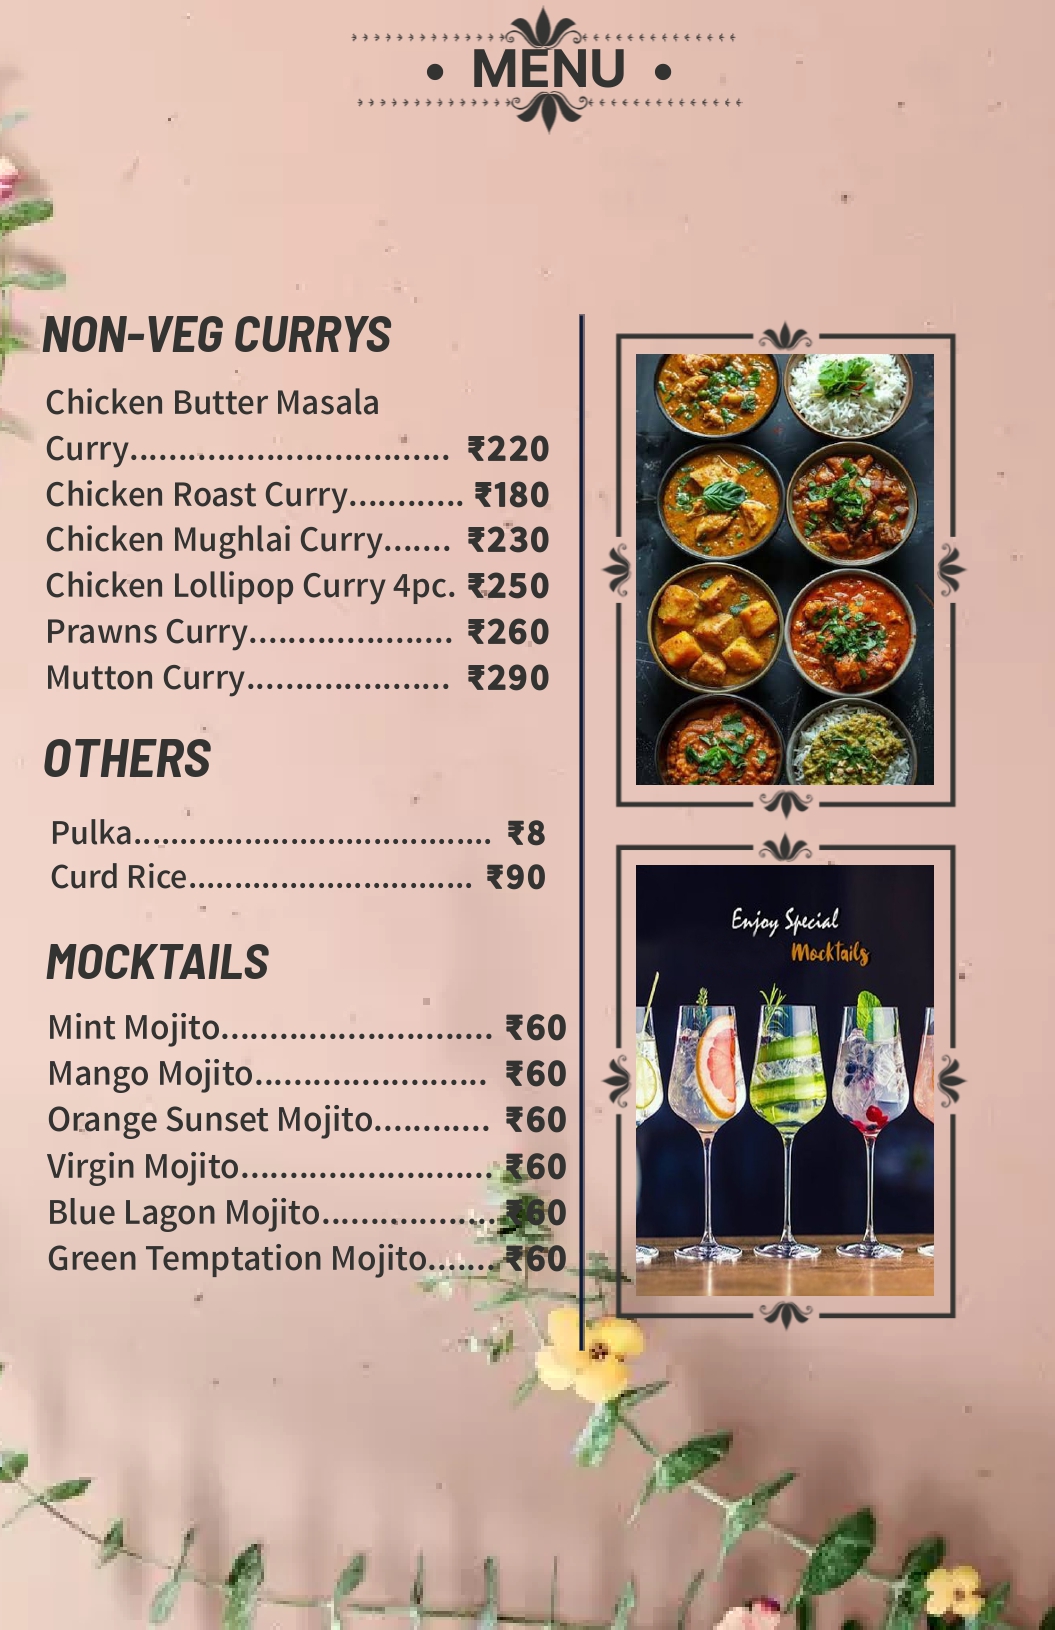 • MENU •
NON-VEG CURRYS
Chicken Butter Masala
Curry................................. ₹220
Chicken Roast Curry............ ₹180
Chicken Mughlai Curry....... ₹230
Chicken Lollipop Curry 4pc. ₹250
Prawns Curry..................... ₹260
Mutton Curry..................... ₹290
OTHERS
Pulka..................................... ₹8
Curd Rice............................. ₹90
MOCKTAILS
Mint Mojito............................ ₹60
Mango Mojito........................ ₹60
Orange Sunset Mojito............ ₹60
Virgin Mojito.......................... ₹60
Blue Lagon Mojito.................. ₹60
Green Temptation Mojito....... ₹60
Enjoy Special
Mocktails